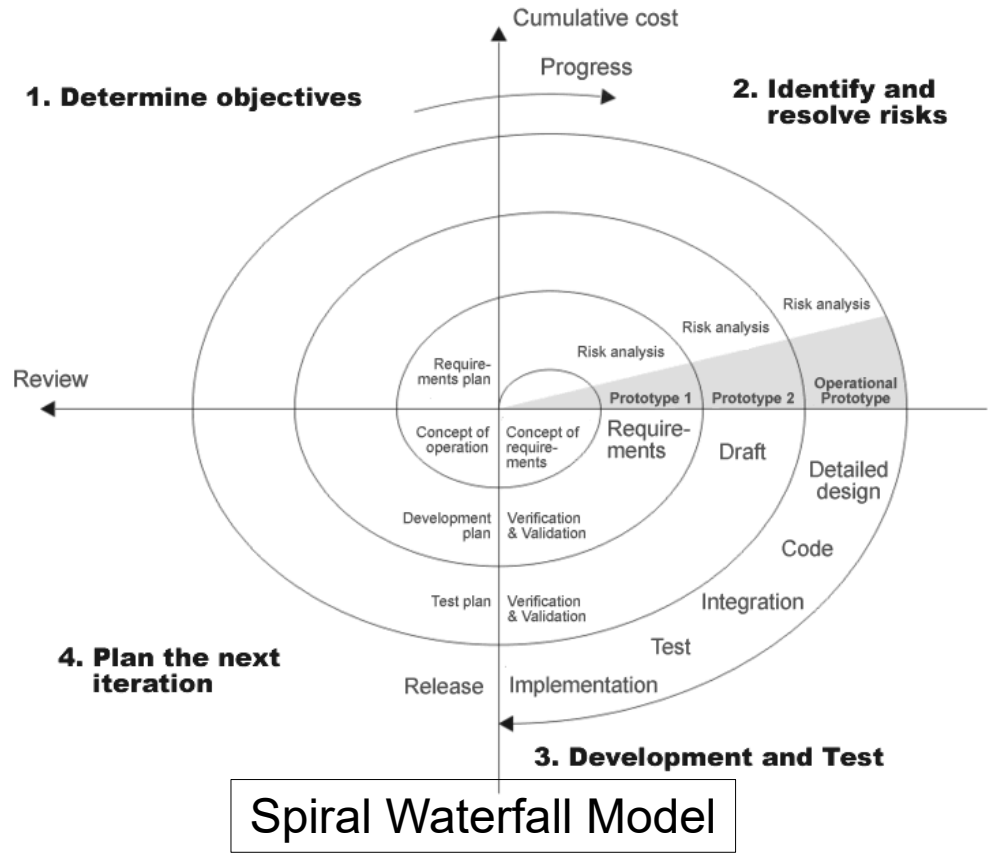 Cumulative cost
Progress
1. Determine objectives
2. Identify and
resolve risks
Risk analysis
Risk analysis
Risk analysis
Require-
ments plan
Review
Operational
Prototype
Prototype 1
Prototype 2
Concept of
operation
Concept of
require-
ments
Require-
ments
Draft
Detailed
design
Development
plan
Verification
& Validation
Code
Test plan
Verification
& Validation
Integration
Test
4. Plan the next
iteration
Release
Implementation
3. Development and Test
Spiral Waterfall Model